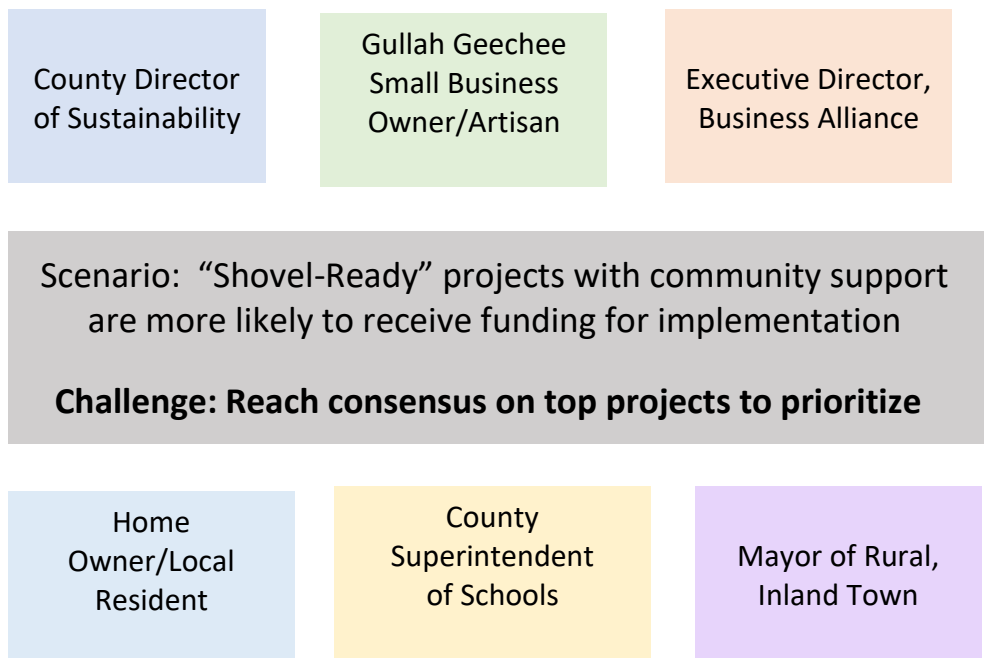 County Director
of Sustainability
Gullah Geechee
Small Business
Owner/Artisan
Executive Director,
Business Alliance
Scenario:  “Shovel-Ready” projects with community support
are more likely to receive funding for implementation
Challenge: Reach consensus on top projects to prioritize
Home
Owner/Local
Resident
County
Superintendent
of Schools
Mayor of Rural,
Inland Town